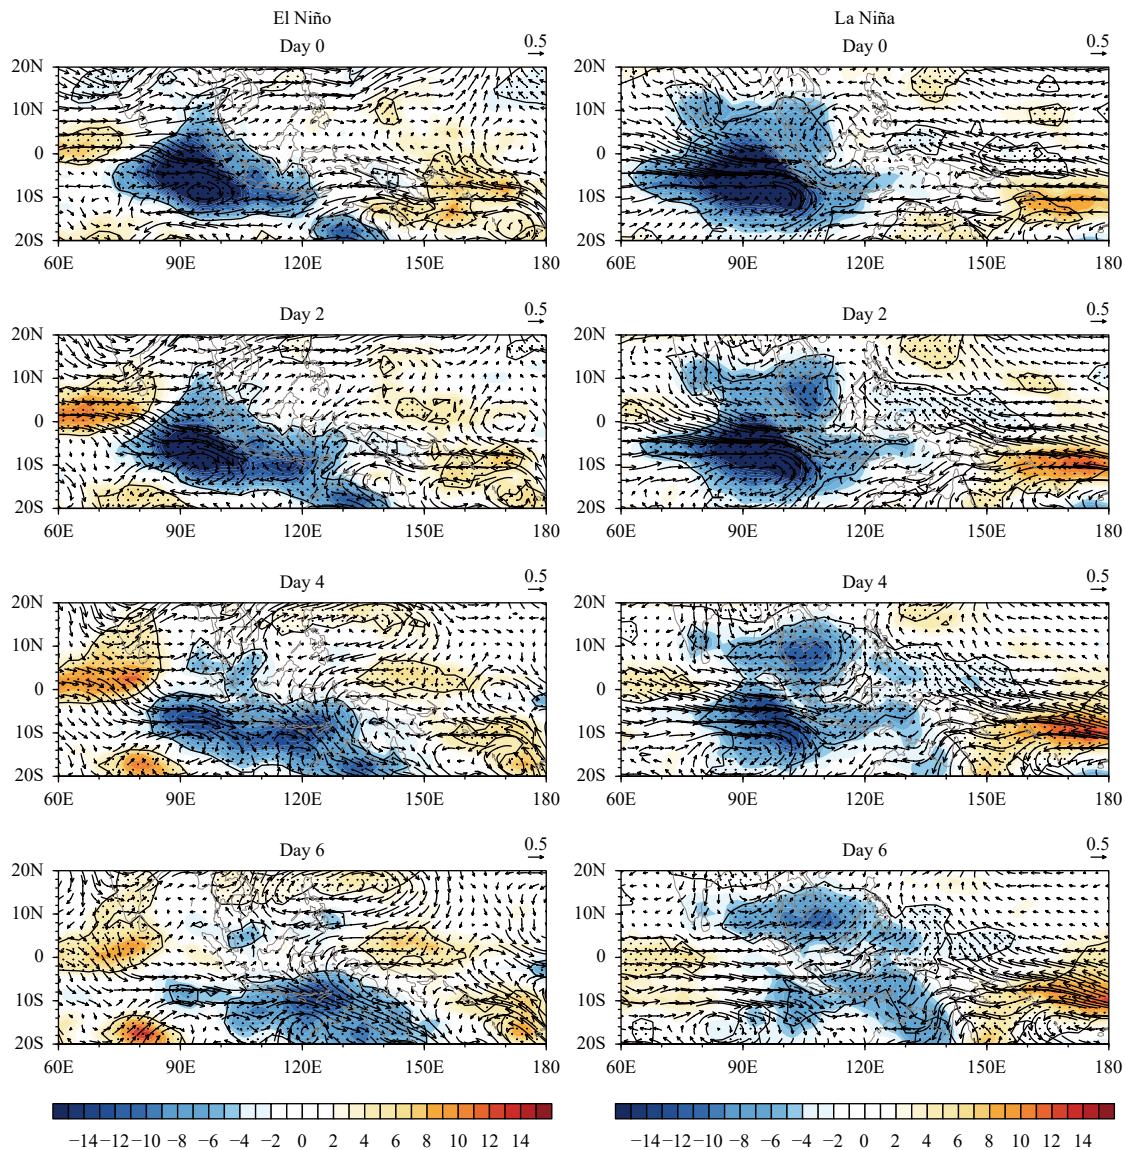 El Niño La Niña
Day 0 0.5 Day 0 0.5
20N 20N
10N 10N
0 0
10S 10S
20S 20S
60E 90E 120E 150E 180 60E 90E 120E 150E 180
Day 2 0.5 Day 2 0.5
20N 20N
10N 10N
0 0
10S 10S
20S 20S
60E 90E 120E 150E 180 60E 90E 120E 150E 180
Day 4 0.5 Day 4 0.5
20N 20N
10N 10N
0 0
10S 10S
20S 20S
60E 90E 120E 150E 180 60E 90E 120E 150E 180
Day 6 0.5 Day 6 0.5
20N 20N
10N 10N
0 0
10S 10S
20S 20S
60E 90E 120E 150E 180 60E 90E 120E 150E 180
−14 −12 −10 −8 −6 −4 −2 0 2 4 6 8 10 12 14 −14 −12 −10 −8 −6 −4 −2 0 2 4 6 8 10 12 14